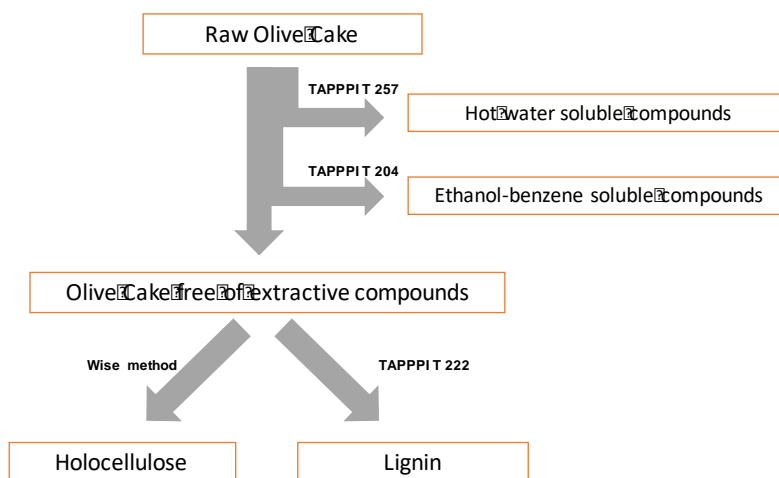 Raw Olive Cake
TAPPPI T 257
Hot water soluble compounds
TAPPPI T 204
Ethanol-benzene soluble compounds
Olive Cake free of extractive compounds
Wise method
TAPPPI T 222
Holocellulose
Lignin